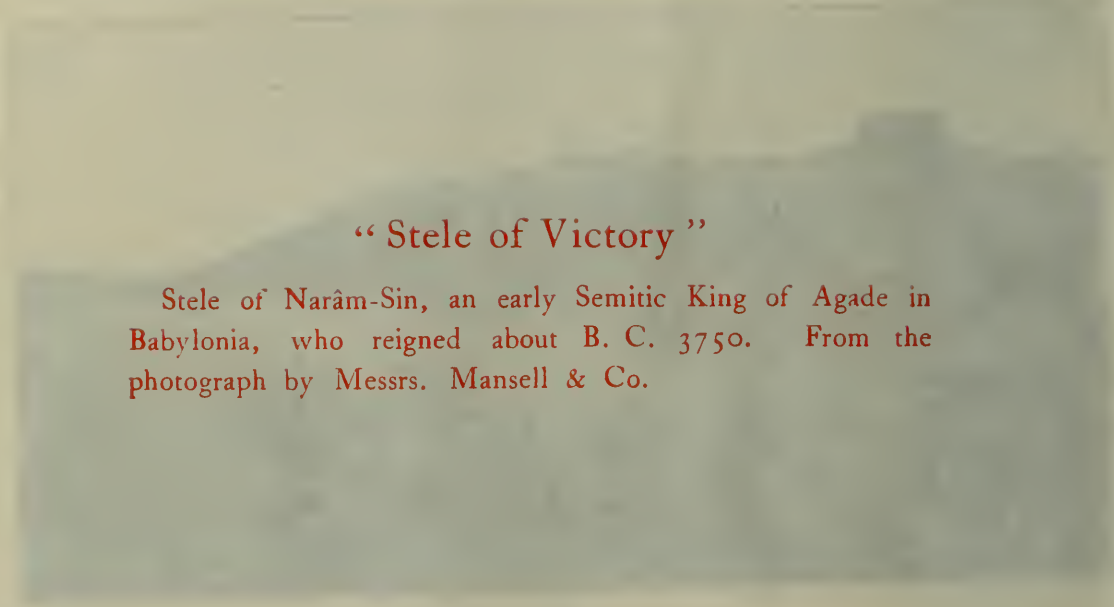 “ Stele of Victory ”
Stele of Narâm-Sin, an early Semitic King of Agade in
Babylonia, who reigned about B. C. 3750. From the
photograph by Messrs. Mansell & Co.